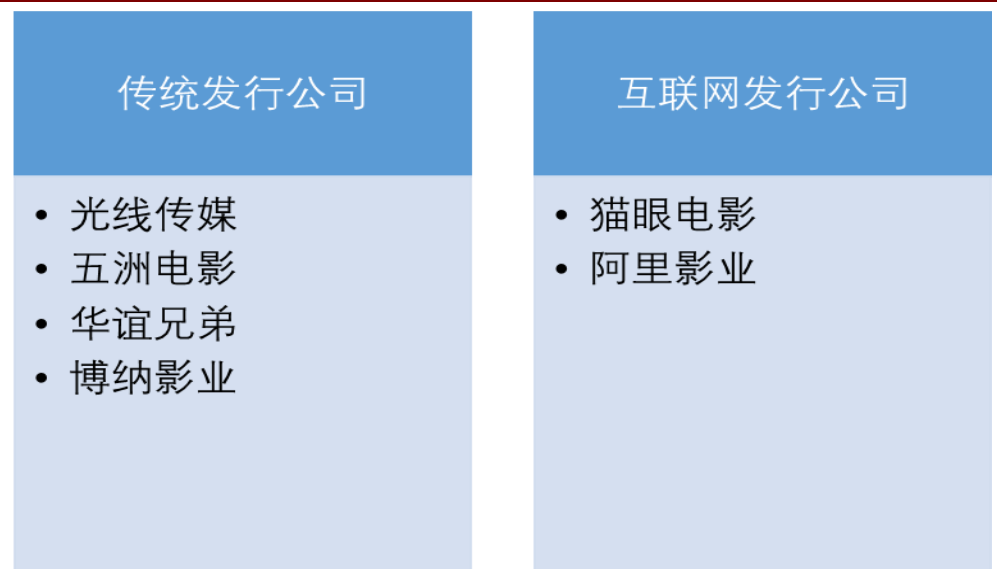 传统发行公司
• 光线传媒
• 五洲电影
• 华谊兄弟
• 博纳影业
互联网发行公司
• 猫眼电影
• 阿里影业